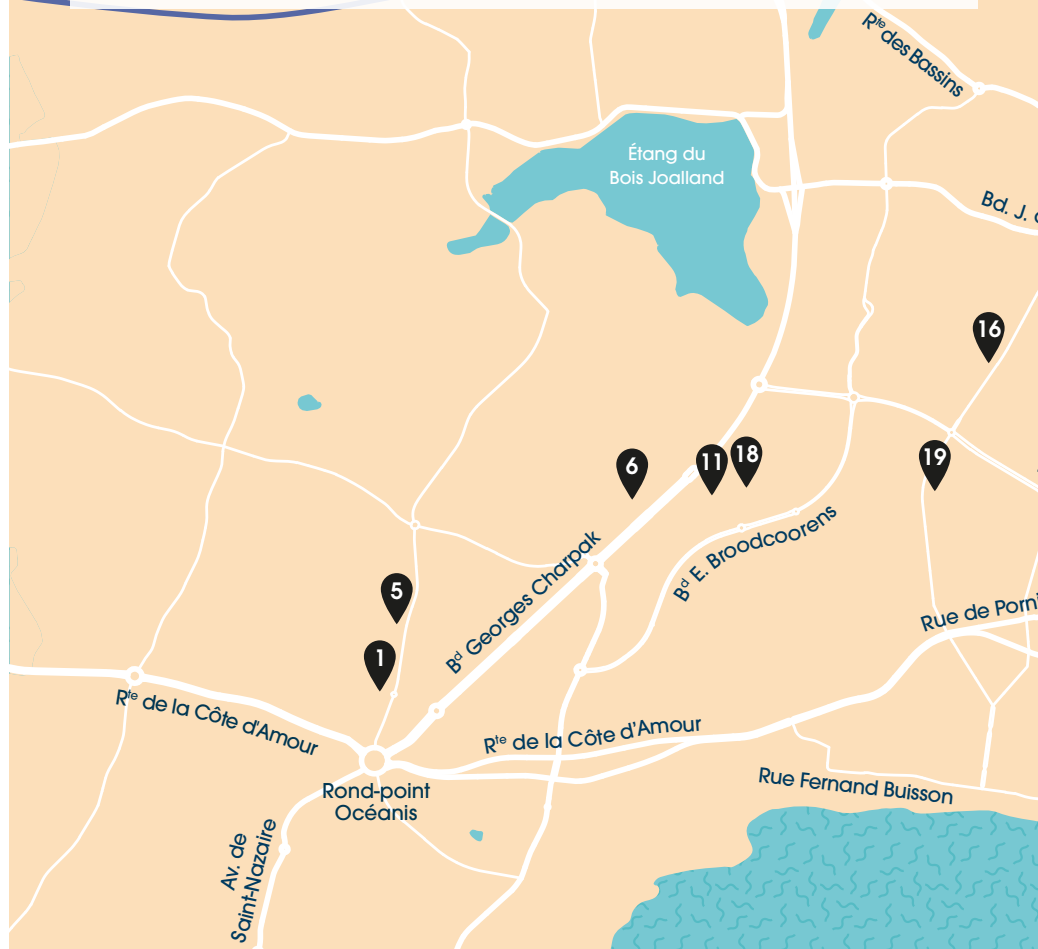 Rte des Bassins
Étang du
Bois Joalland
Bd. J.
16
18
11
6
19
Bd E. Broodcoorens
Bd Georges Charpak
5
Rue de Porni
1
Rte de la Côte d'Amour
Rte de la Côte d'Amour
Rue Fernand Buisson
Rond-point
Océanis
Av. de
Saint-Nazaire